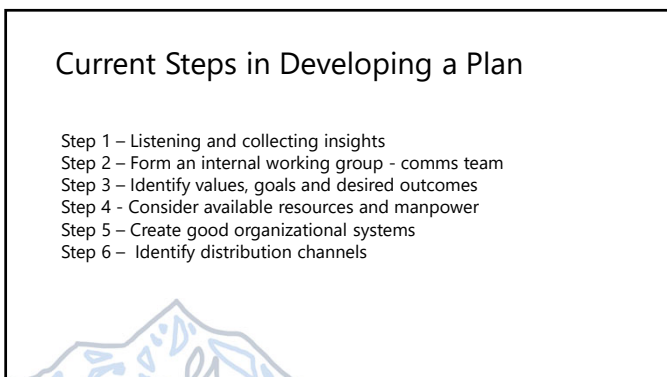 Current Steps in Developing a Plan
Step 1 – Listening and collecting insights
Step 2 – Form an internal working group - comms team
Step 3 – Identify values, goals and desired outcomes
Step 4 - Consider available resources and manpower
Step 5 – Create good organizational systems
Step 6 –  Identify distribution channels